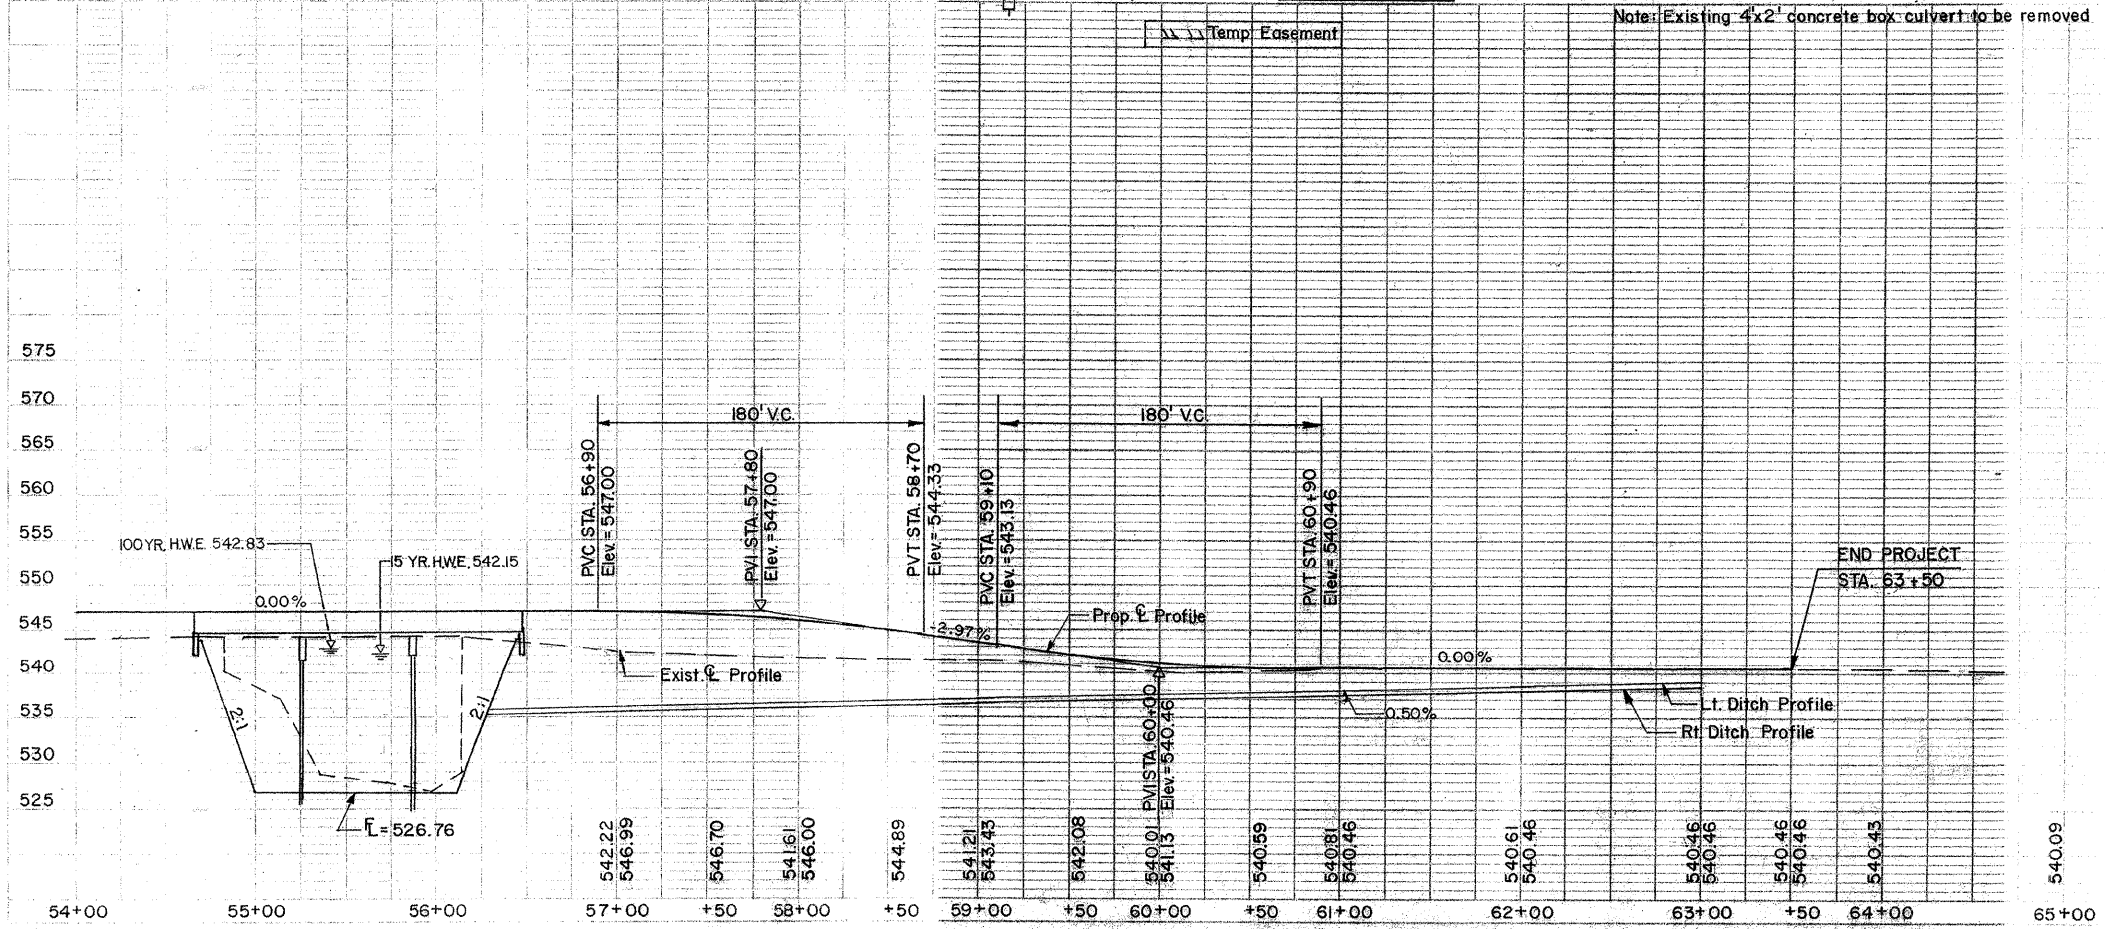 Note: Existing 4'x2' concrete box culvert to be removed
Temp. Easement
575
570
565
560
555
550
545
540
535
530
525
180' V.C.
180' V.C.
PVC STA. 56+90
Elev.= 547.00
PVI STA. 57+80
Elev.= 547.00
PVT STA. 58+70
Elev.= 544.33
PVC STA. 59+10
Elev.= 543.13
PVT STA. 60+90
Elev.= 540.46
PVI STA. 60+00
Elev.= 540.46
100 YR. H.W.E. 542.83
15 YR. H.W.E. 542.15
0.00%
-2.97%
Prop. ℄ Profile
Exist. ℄ Profile
0.00%
END PROJECT
STA. 63+50
2:1
2:1
0.50%
Lt. Ditch Profile
Rt. Ditch Profile
FL = 526.76
542.22
546.99
546.70
541.61
546.00
544.89
541.21
543.43
542.08
540.01
541.13
540.59
540.81
540.46
540.61
540.46
540.46
540.46
540.46
540.46
540.43
540.09
54+00 55+00 56+00 57+00 +50 58+00 +50 59+00 +50 60+00 +50 61+00 62+00 63+00 +50 64+00 65+00